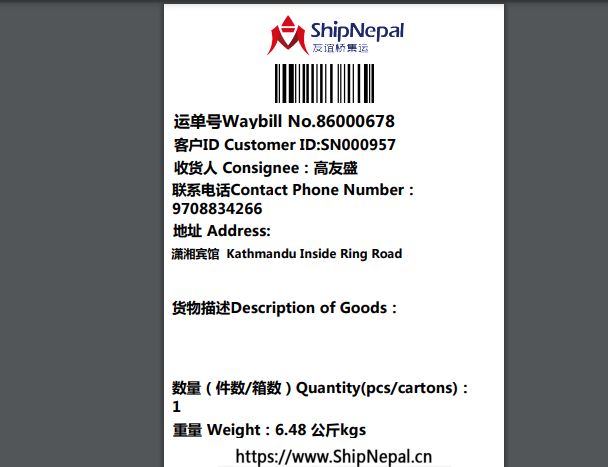 ShipNepal
友谊桥集运
运单号Waybill No.86000678
客户ID Customer ID:SN000957
收货人 Consignee：高友盛
联系电话Contact Phone Number：
9708834266
地址 Address:
潇湘宾馆 Kathmandu Inside Ring Road
货物描述Description of Goods：
数量（件数/箱数）Quantity(pcs/cartons)：
1
重量 Weight：6.48 公斤kgs
https://www.ShipNepal.cn